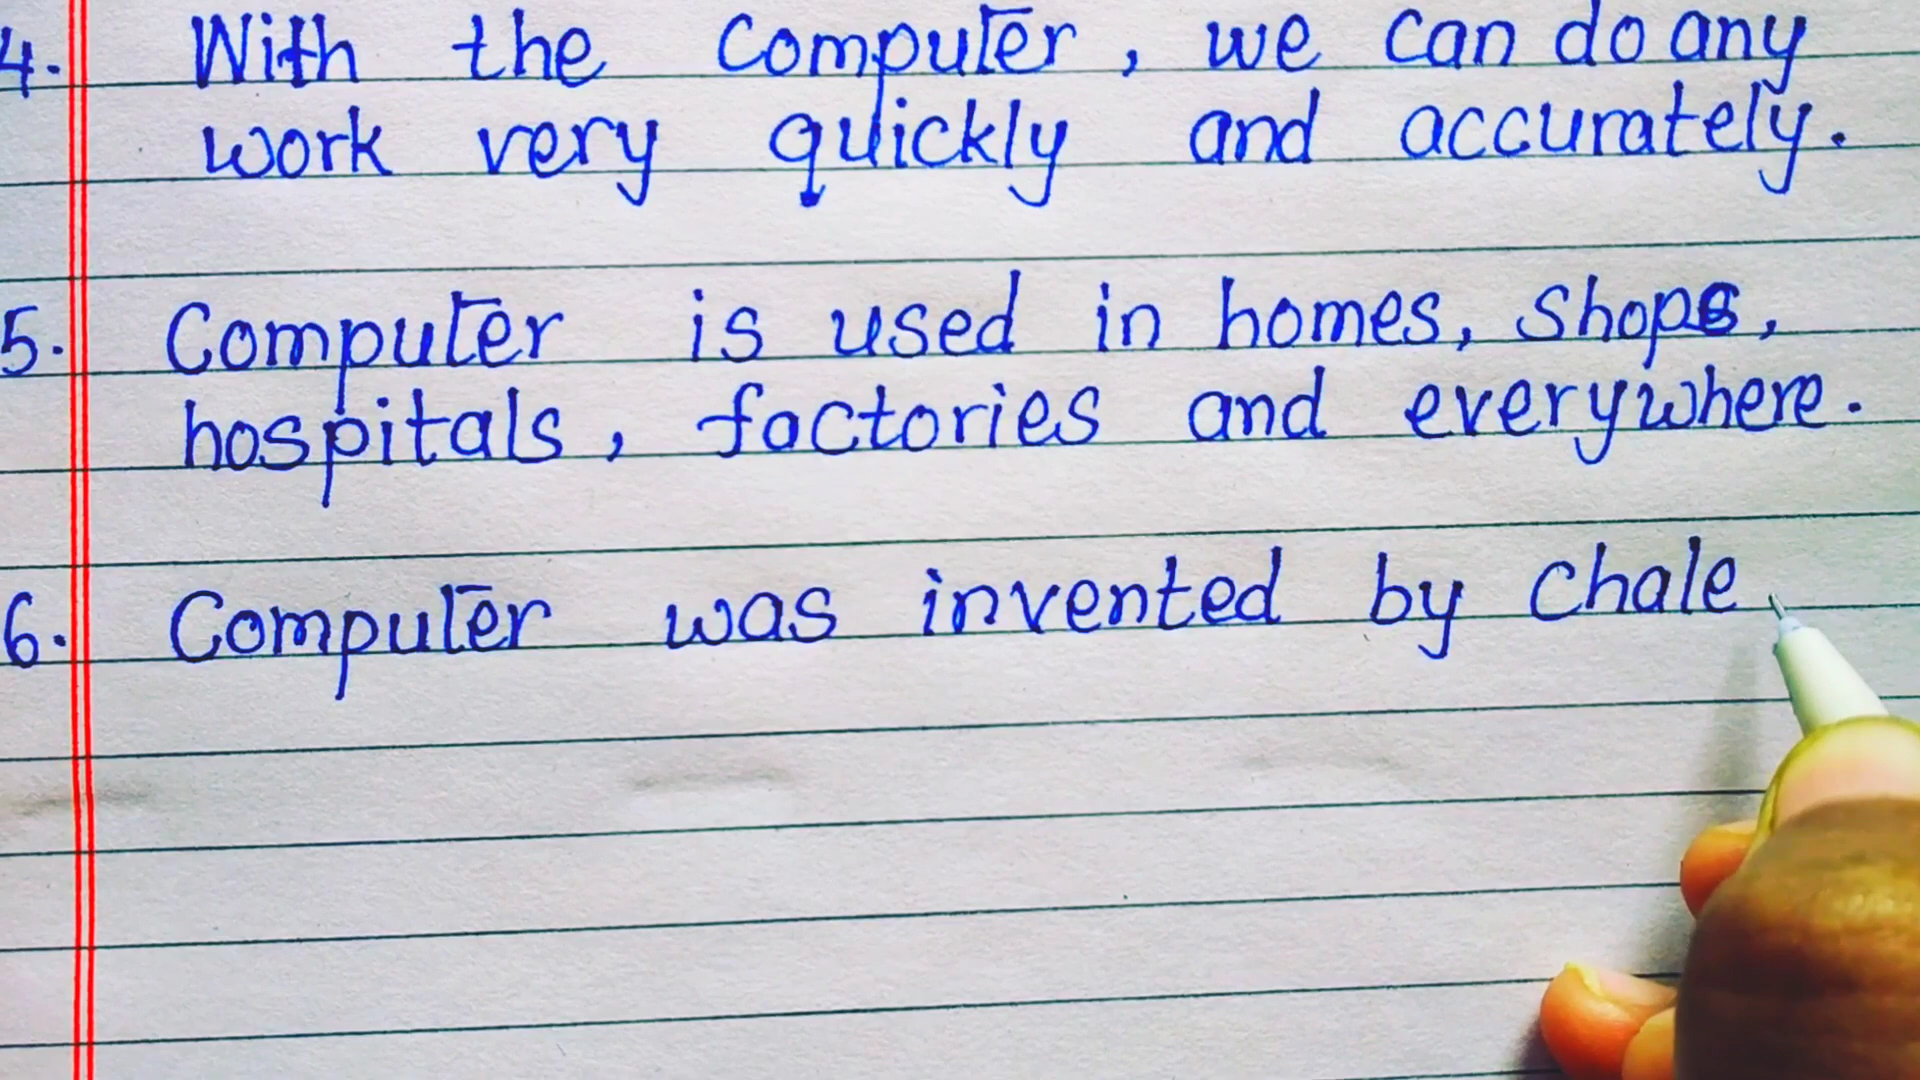 4. With the Computer, we can do any
work very quickly and accurately.
5. Computer is used in homes, shops,
hospitals, factories and everywhere.
6. Computer was invented by chale